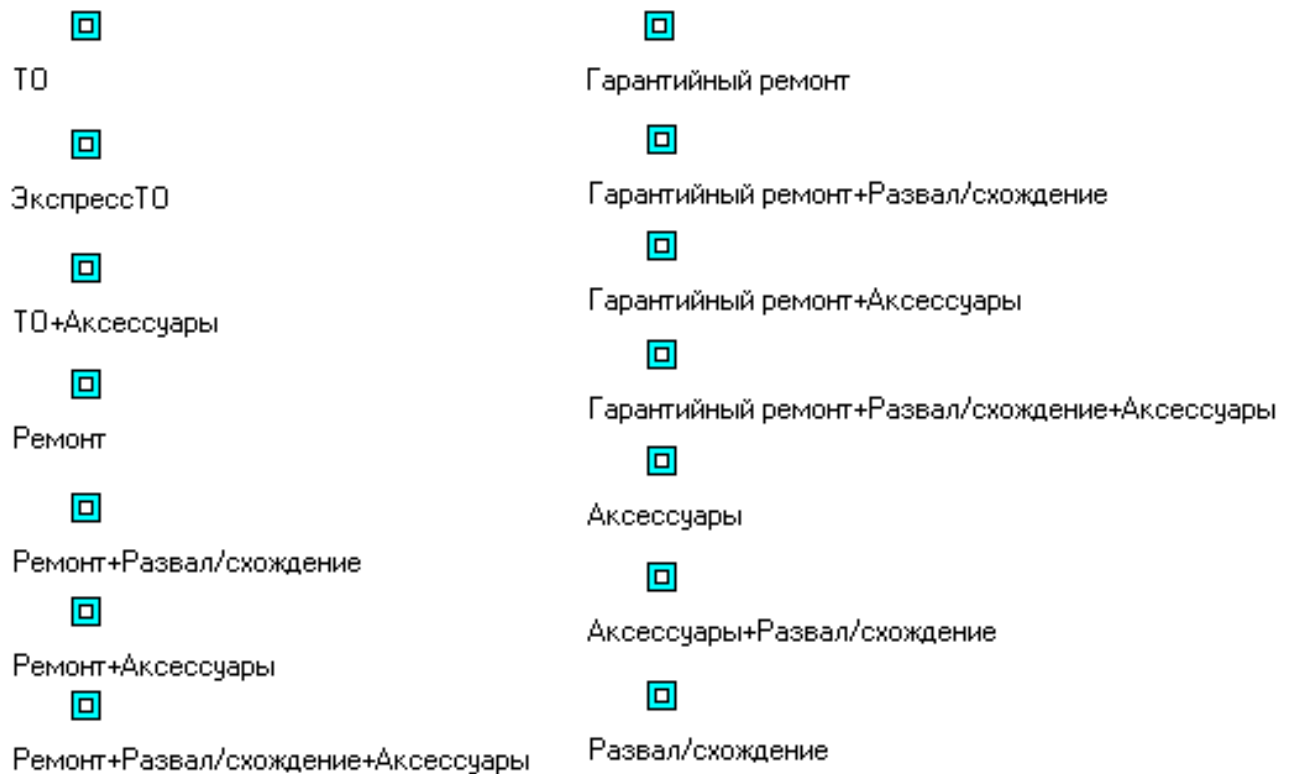 ТО
ЭкспрессТО
ТО+Аксессуары
Ремонт
Ремонт+Развал/схождение
Ремонт+Аксессуары
Ремонт+Развал/схождение+Аксессуары
Гарантийный ремонт
Гарантийный ремонт+Развал/схождение
Гарантийный ремонт+Аксессуары
Гарантийный ремонт+Развал/схождение+Аксессуары
Аксессуары
Аксессуары+Развал/схождение
Развал/схождение